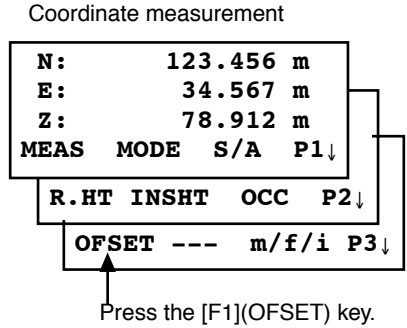 Coordinate measurement
N: 123.456 m
E: 34.567 m
Z: 78.912 m
MEAS MODE S/A P1↓
R.HT INSHT OCC P2↓
OFSET --- m/f/i P3↓
Press the [F1](OFSET) key.